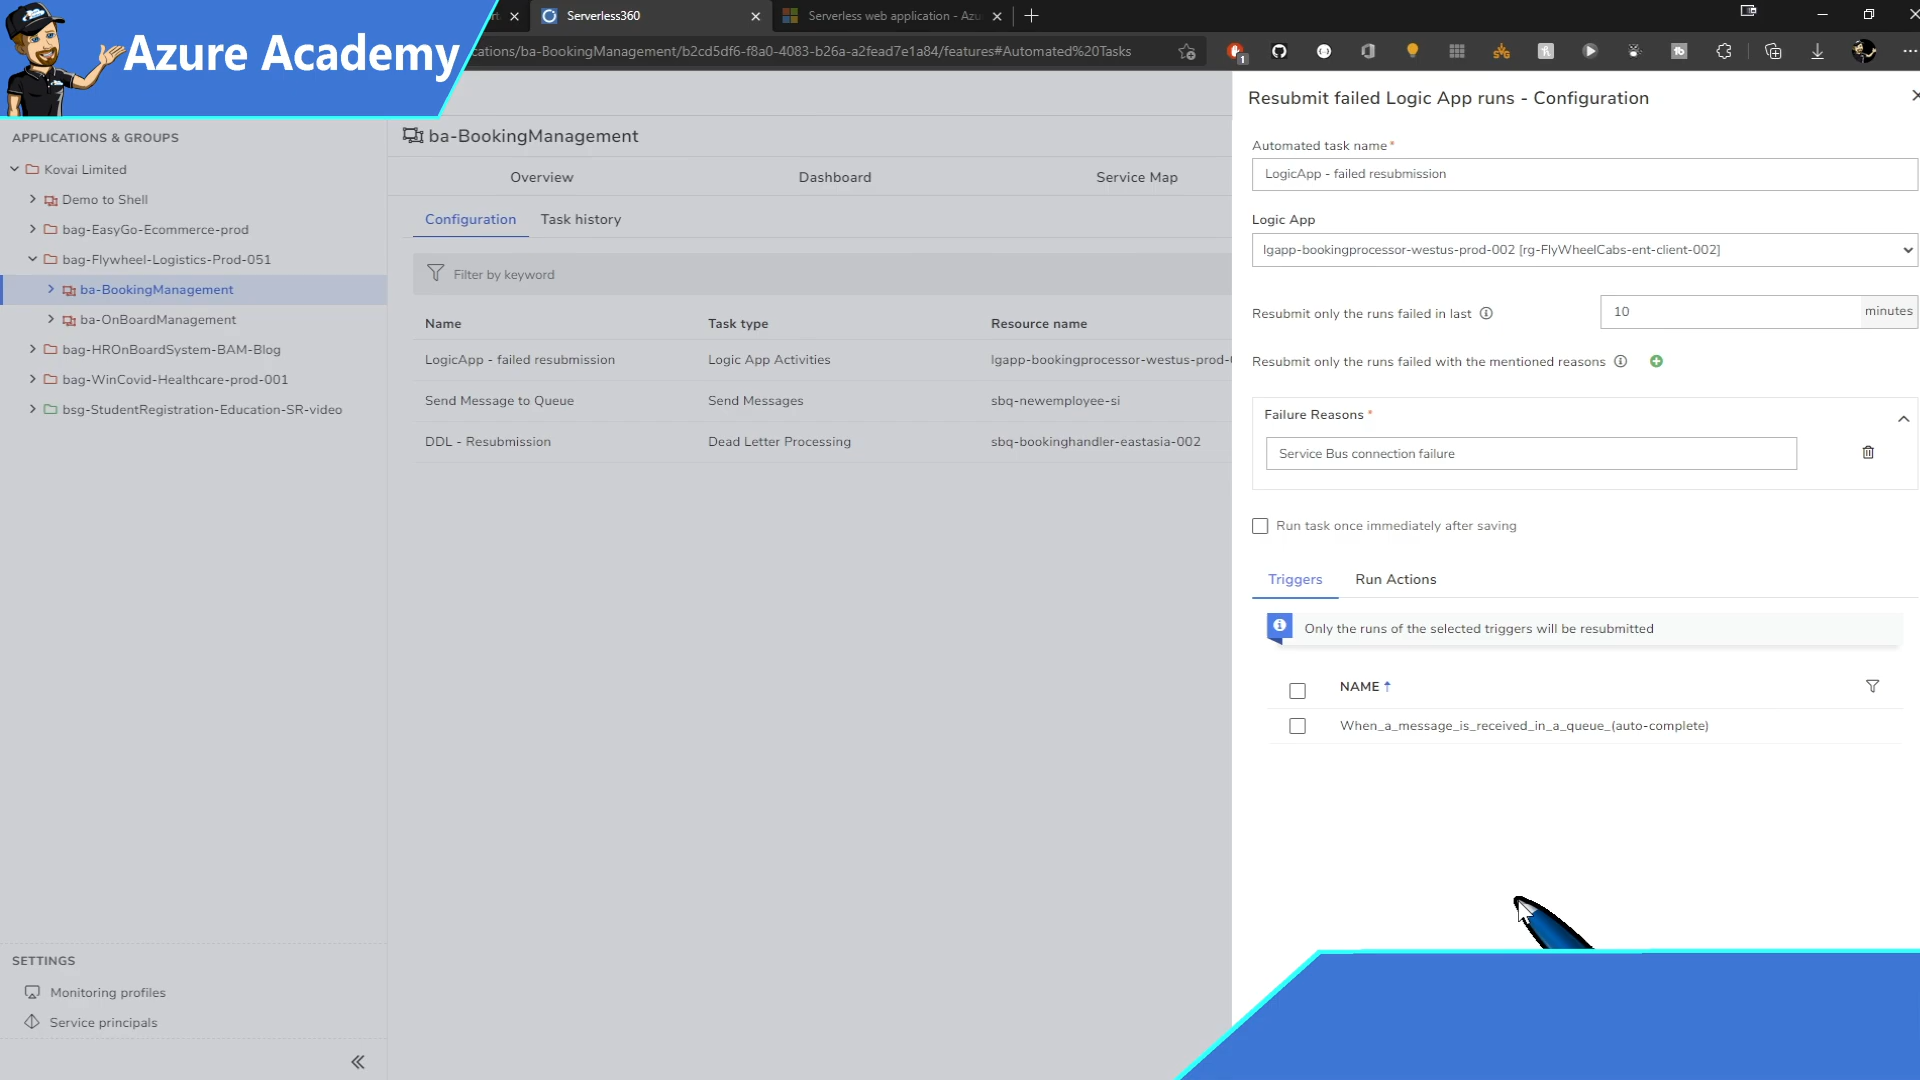 Azure Academy
Serverless360
Serverless web application - Azu
cations/ba-BookingManagement/b2cd5df6-f8a0-4083-b26a-a2fead7e1a84/features#Automated%20Tasks
1
APPLICATIONS & GROUPS
Kovai Limited
Demo to Shell
bag-EasyGo-Ecommerce-prod
bag-Flywheel-Logistics-Prod-051
ba-BookingManagement
ba-OnBoardManagement
bag-HROnBoardSystem-BAM-Blog
bag-WinCovid-Healthcare-prod-001
bsg-StudentRegistration-Education-SR-video
SETTINGS
Monitoring profiles
Service principals
ba-BookingManagement
Overview
Dashboard
Service Map
Configuration
Task history
Filter by keyword
Name Task type Resource name
LogicApp - failed resubmission Logic App Activities lgapp-bookingprocessor-westus-prod-
Send Message to Queue Send Messages sbq-newemployee-si
DDL - Resubmission Dead Letter Processing sbq-bookinghandler-eastasia-002
Resubmit failed Logic App runs - Configuration
Automated task name*
LogicApp - failed resubmission
Logic App
lgapp-bookingprocessor-westus-prod-002 [rg-FlyWheelCabs-ent-client-002]
Resubmit only the runs failed in last 10 minutes
Resubmit only the runs failed with the mentioned reasons
Failure Reasons *
Service Bus connection failure
Run task once immediately after saving
Triggers
Run Actions
Only the runs of the selected triggers will be resubmitted
NAME
When_a_message_is_received_in_a_queue_(auto-complete)